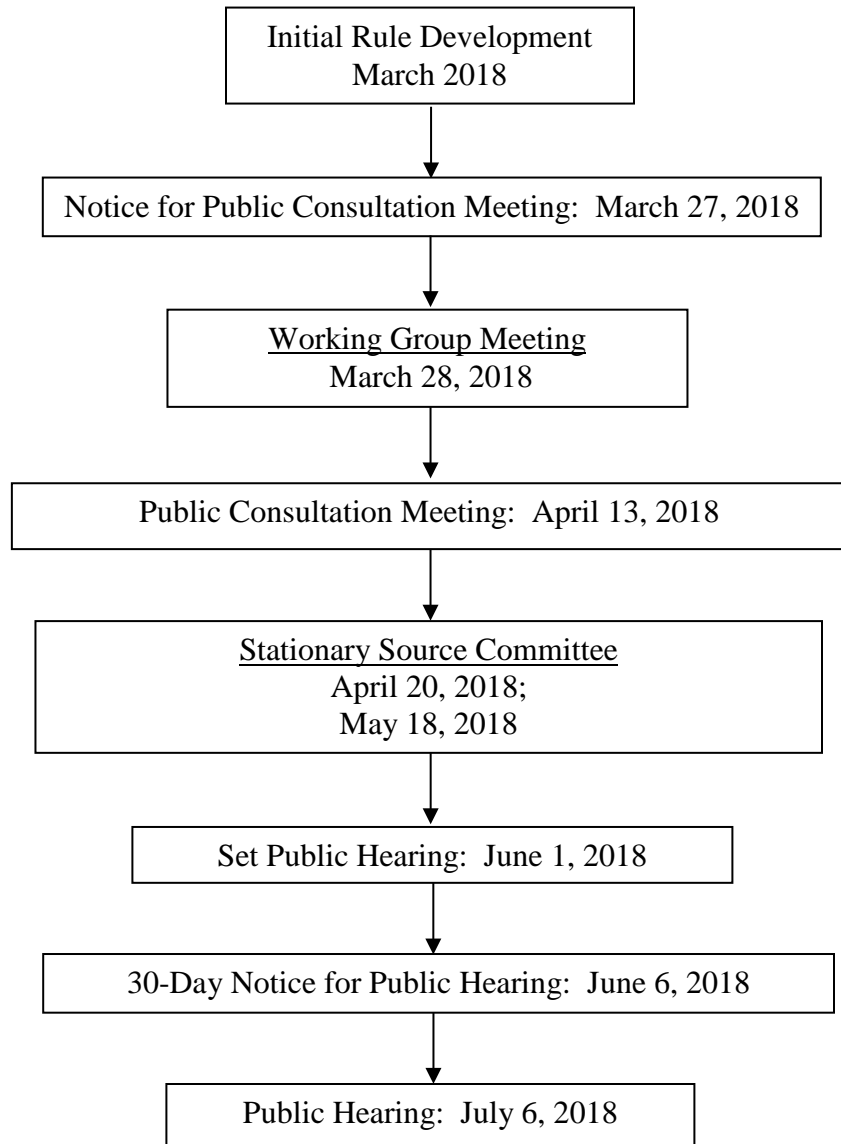 Initial Rule Development
March 2018
Notice for Public Consultation Meeting: March 27, 2018
Working Group Meeting
March 28, 2018
Public Consultation Meeting: April 13, 2018
Stationary Source Committee
April 20, 2018;
May 18, 2018
Set Public Hearing: June 1, 2018
30-Day Notice for Public Hearing: June 6, 2018
Public Hearing: July 6, 2018